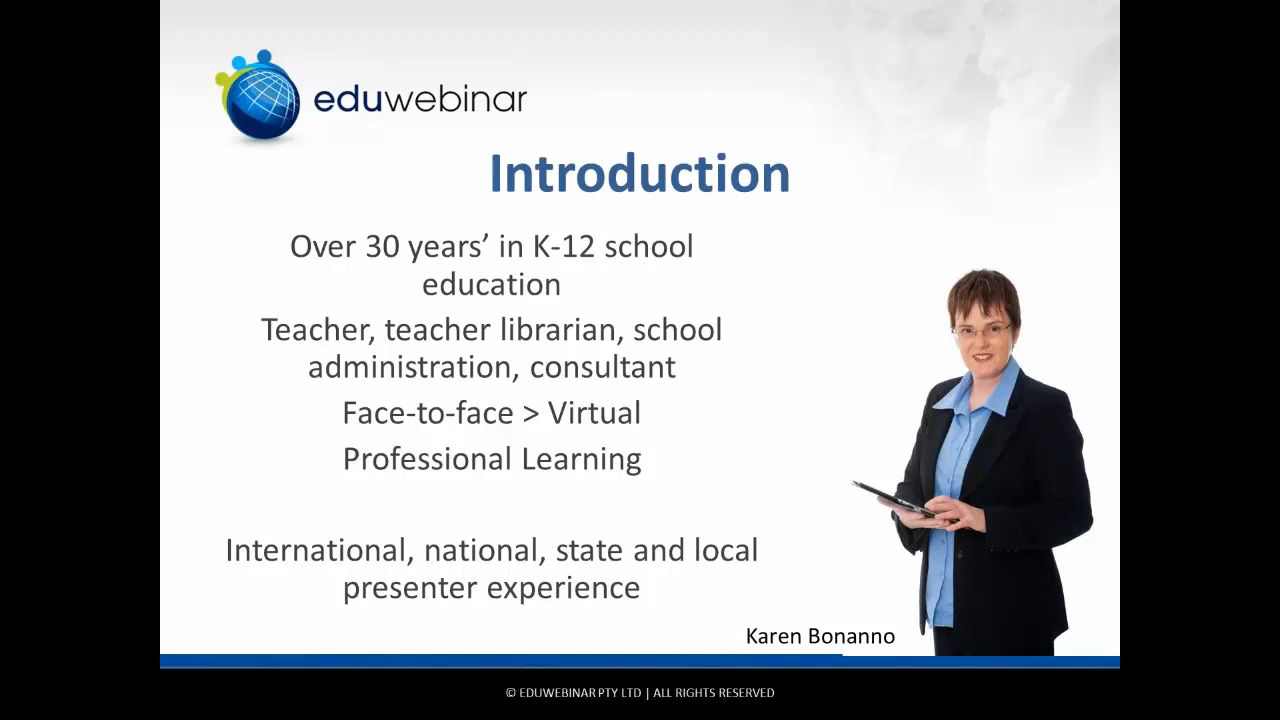 eduwebinar
Introduction
Over 30 years’ in K-12 school
education
Teacher, teacher librarian, school
administration, consultant
Face-to-face > Virtual
Professional Learning
International, national, state and local
presenter experience
Karen Bonanno
© EDUWEBINAR PTY LTD | ALL RIGHTS RESERVED